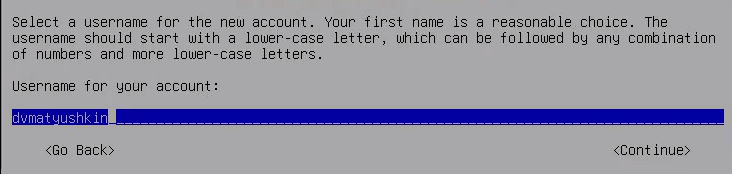 Select a username for the new account. Your first name is a reasonable choice. The
username should start with a lower-case letter, which can be followed by any combination
of numbers and more lower-case letters.
Username for your account:
dvmatyushkin
<Go Back> <Continue>